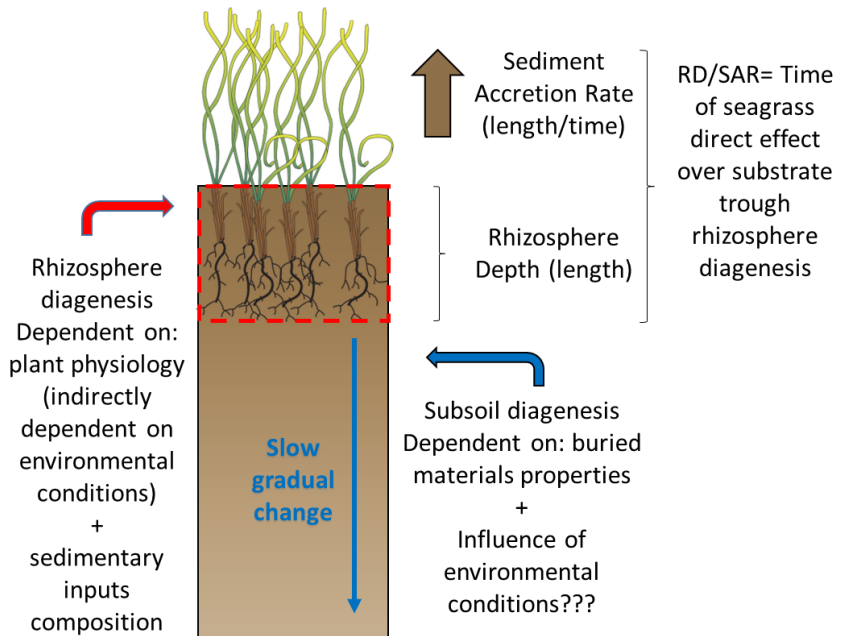 Sediment
Accretion Rate
(length/time)
RD/SAR= Time
of seagrass
direct effect
over substrate
trough
rhizosphere
diagenesis
Rhizosphere
Depth (length)
Rhizosphere
diagenesis
Dependent on:
plant physiology
(indirectly
dependent on
environmental
conditions)
+
sedimentary
inputs
composition
Slow
gradual
change
Subsoil diagenesis
Dependent on: buried
materials properties
+
Influence of
environmental
conditions???